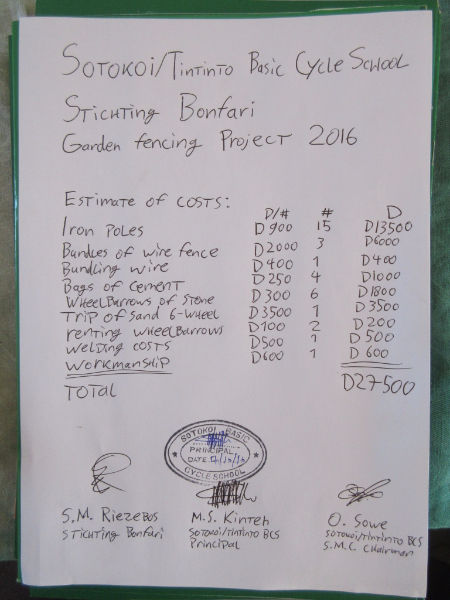 SOTOKOI/TINTINTO BASIC CYCLE SCHOOL
STICHTING BONFARI
GARDEN FENCING PROJECT 2016
ESTIMATE OF COSTS:
D/# # D
IRON POLES D900 15 D13500
BUNDLES OF WIRE FENCE D2000 3 D6000
BUNDLING WIRE D400 1 D400
BAGS OF CEMENT D250 4 D1000
WHEELBARROWS OF STONE D300 6 D1800
TRIP OF SAND 6-WHEEL D3500 1 D3500
RENTING WHEELBARROWS D100 2 D200
WELDING COSTS D500 1 D500
WORKMANSHIP D600 1 D600
TOTAL D27500
SOTOKOI BASIC
PRINCIPAL
DATE
CYCLE SCHOOL
S.M. RIEZEBOS
STICHTING BONFARI
M.S. KINTEH
SOTOKOI/TINTINTO BCS
PRINCIPAL
O. SOWE
SOTOKOI/TINTINTO BCS
S.M.C CHAIRMAN